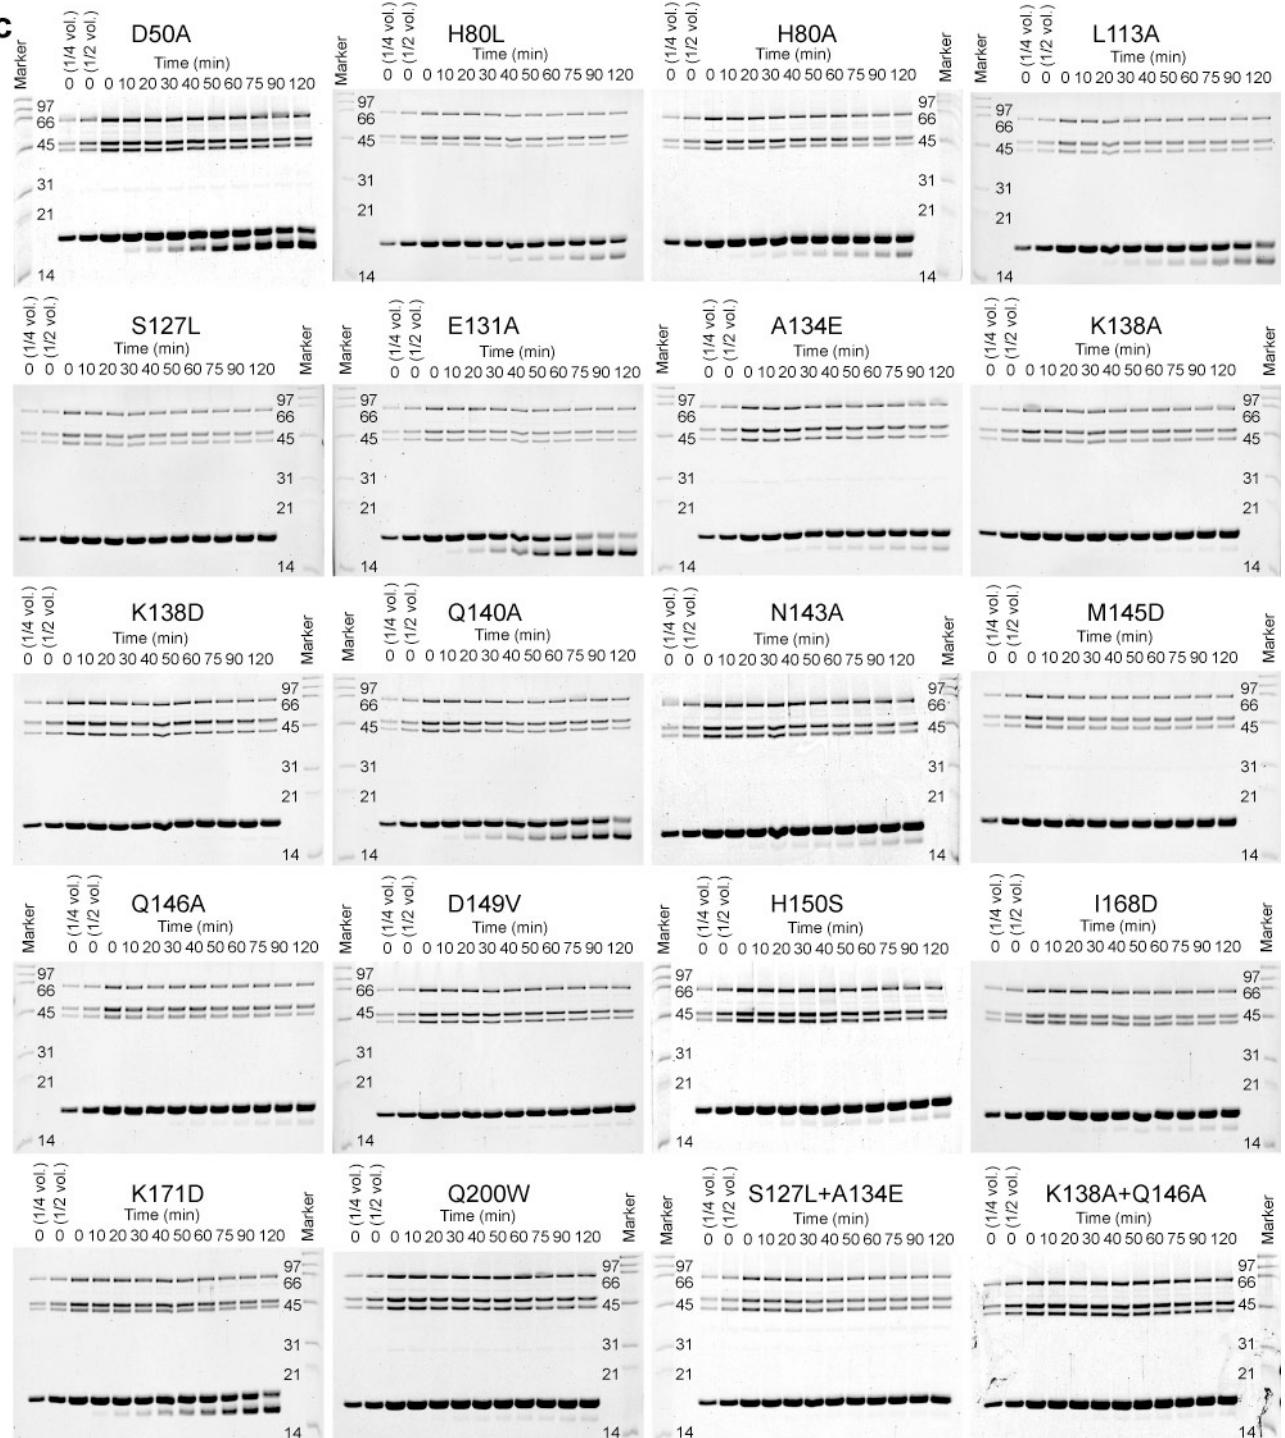 c
D50A
Time (min)
Marker
0 (1/4 vol.)
0 (1/2 vol.)
0 10 20 30 40 50 60 75 90 120
97
66
45
31
21
14
H80L
Time (min)
Marker
0 (1/4 vol.)
0 (1/2 vol.)
0 10 20 30 40 50 60 75 90 120
97
66
45
31
21
14
H80A
Time (min)
0 (1/4 vol.)
0 (1/2 vol.)
0 10 20 30 40 50 60 75 90 120
Marker
97
66
45
31
21
14
L113A
Time (min)
Marker
0 (1/4 vol.)
0 (1/2 vol.)
0 10 20 30 40 50 60 75 90 120
97
66
45
31
21
14
S127L
Time (min)
0 (1/4 vol.)
0 (1/2 vol.)
0 10 20 30 40 50 60 75 90 120
Marker
97
66
45
31
21
14
E131A
Time (min)
Marker
0 (1/4 vol.)
0 (1/2 vol.)
0 10 20 30 40 50 60 75 90 120
97
66
45
31
21
14
A134E
Time (min)
Marker
0 (1/4 vol.)
0 (1/2 vol.)
0 10 20 30 40 50 60 75 90 120
97
66
45
31
21
14
K138A
Time (min)
0 (1/4 vol.)
0 (1/2 vol.)
0 10 20 30 40 50 60 75 90 120
Marker
97
66
45
31
21
14
K138D
Time (min)
0 (1/4 vol.)
0 (1/2 vol.)
0 10 20 30 40 50 60 75 90 120
Marker
97
66
45
31
21
14
Q140A
Time (min)
Marker
0 (1/4 vol.)
0 (1/2 vol.)
0 10 20 30 40 50 60 75 90 120
97
66
45
31
21
14
N143A
Time (min)
0 (1/4 vol.)
0 (1/2 vol.)
0 10 20 30 40 50 60 75 90 120
Marker
97
66
45
31
21
14
M145D
Time (min)
0 (1/4 vol.)
0 (1/2 vol.)
0 10 20 30 40 50 60 75 90 120
Marker
97
66
45
31
21
14
Q146A
Time (min)
Marker
0 (1/4 vol.)
0 (1/2 vol.)
0 10 20 30 40 50 60 75 90 120
97
66
45
31
21
14
D149V
Time (min)
Marker
0 (1/4 vol.)
0 (1/2 vol.)
0 10 20 30 40 50 60 75 90 120
97
66
45
31
21
14
H150S
Time (min)
Marker
0 (1/4 vol.)
0 (1/2 vol.)
0 10 20 30 40 50 60 75 90 120
97
66
45
31
21
14
I168D
Time (min)
0 (1/4 vol.)
0 (1/2 vol.)
0 10 20 30 40 50 60 75 90 120
Marker
97
66
45
31
21
14
K171D
Time (min)
0 (1/4 vol.)
0 (1/2 vol.)
0 10 20 30 40 50 60 75 90 120
Marker
97
66
45
31
21
14
Q200W
Time (min)
0 (1/4 vol.)
0 (1/2 vol.)
0 10 20 30 40 50 60 75 90 120
Marker
97
66
45
31
21
14
S127L+A134E
Time (min)
Marker
0 (1/4 vol.)
0 (1/2 vol.)
0 10 20 30 40 50 60 75 90 120
97
66
45
31
21
14
K138A+Q146A
Time (min)
0 (1/4 vol.)
0 (1/2 vol.)
0 10 20 30 40 50 60 75 90 120
Marker
97
66
45
31
21
14